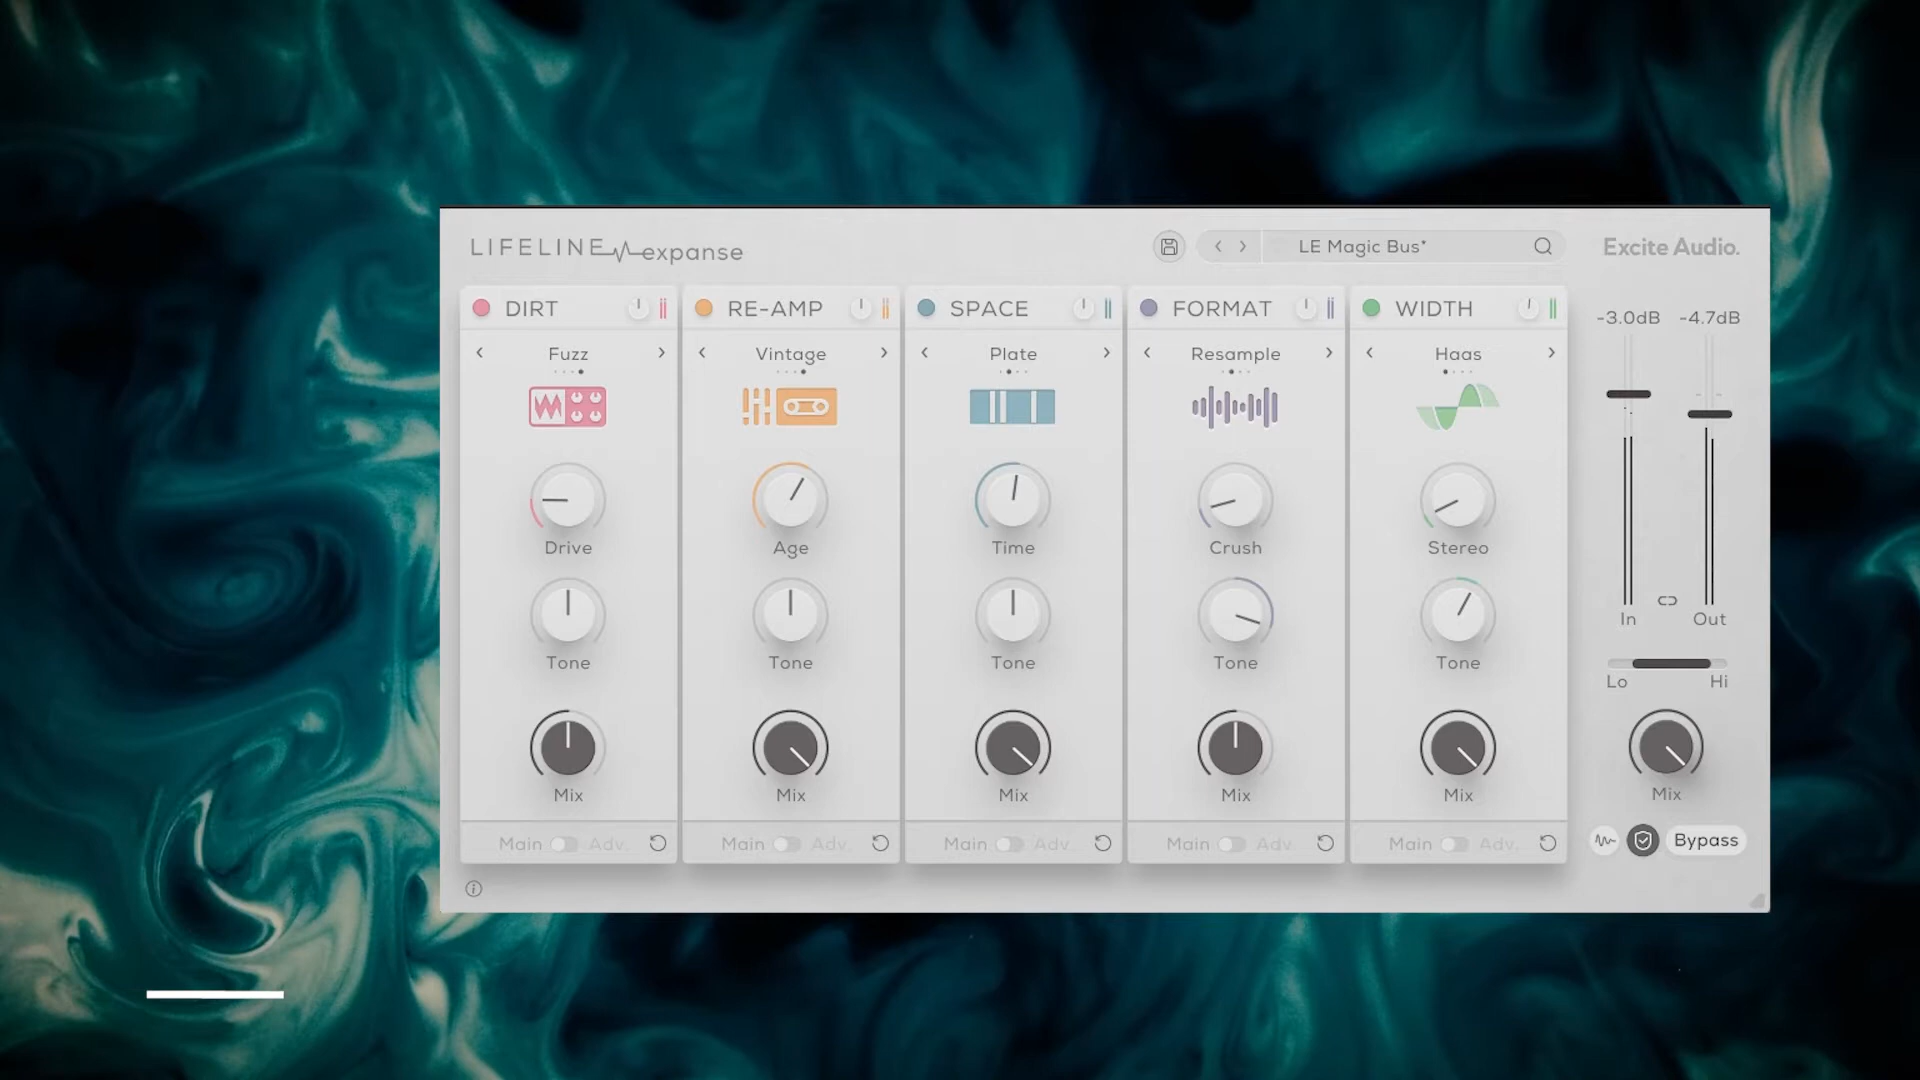 LIFELINE expanse
LE Magic Bus*
Excite Audio.
DIRT
RE-AMP
SPACE
FORMAT
WIDTH
-3.0dB -4.7dB
Fuzz
Vintage
Plate
Resample
Haas
Drive
Age
Time
Crush
Stereo
In
Out
Tone
Tone
Tone
Tone
Tone
Lo
Hi
Mix
Mix
Mix
Mix
Mix
Mix
Main Adv.
Main Adv.
Main Adv.
Main Adv.
Main Adv.
Bypass